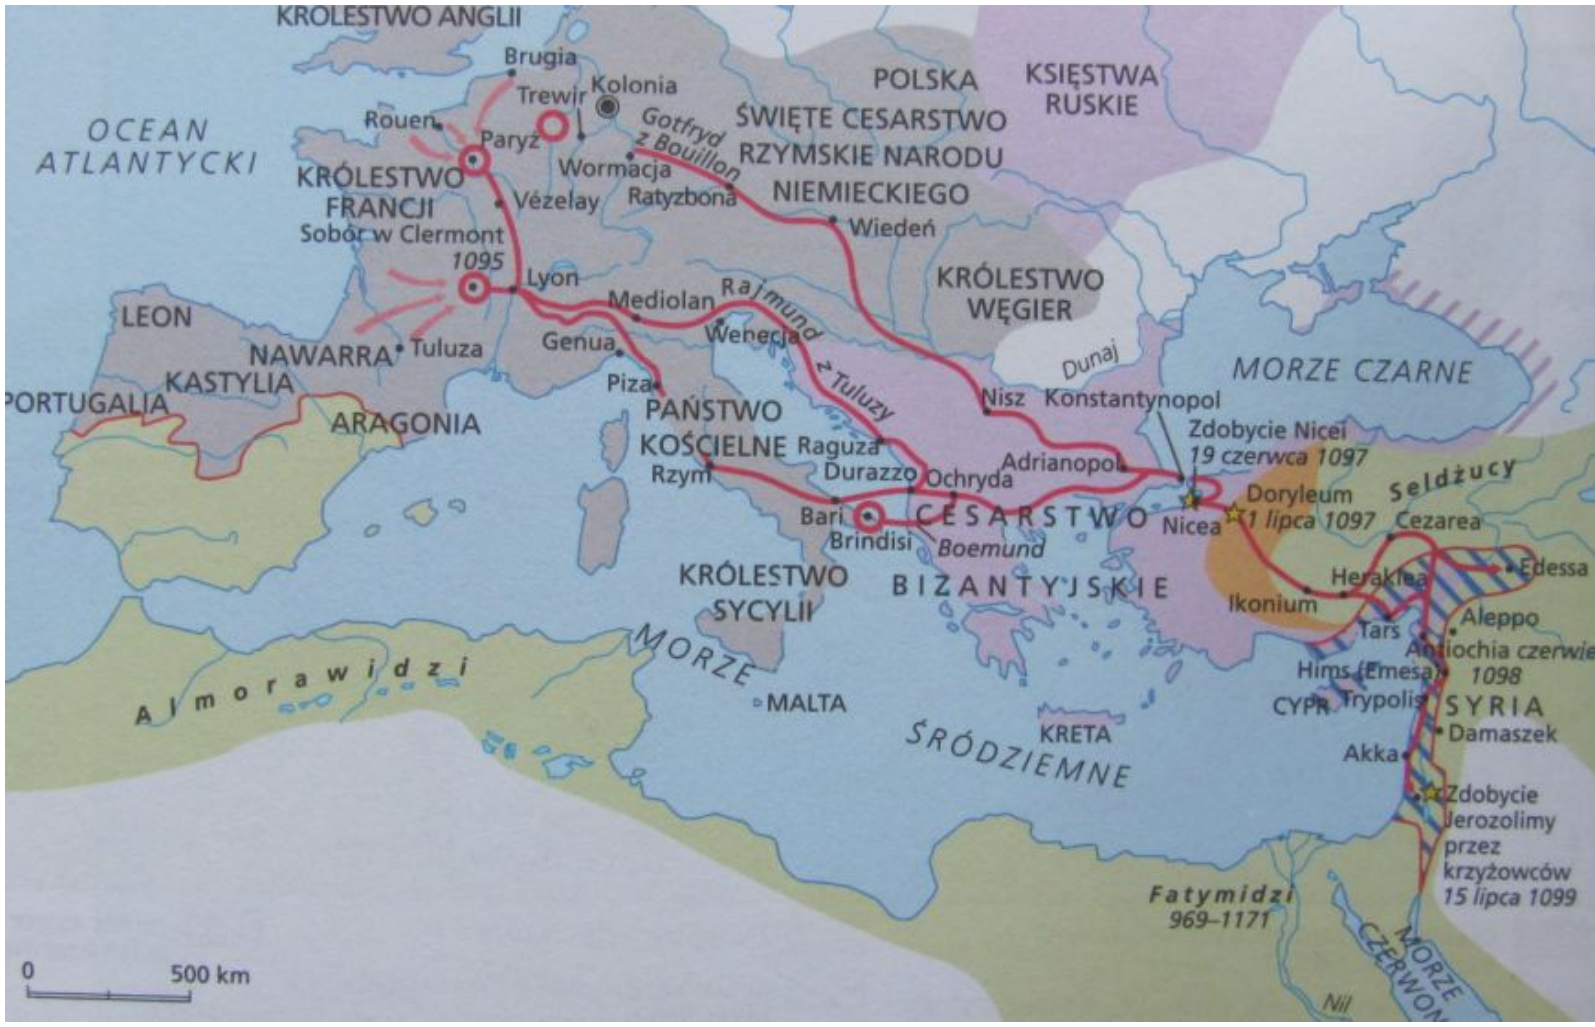 KRÓLESTWO ANGLII
Brugia
Trewir
Kolonia
Rouen
Paryż
Gotfryd
z Bouillon
POLSKA
KSIĘSTWA
RUSKIE
OCEAN
ATLANTYCKI
ŚWIĘTE CESARSTWO
RZYMSKIE NARODU
NIEMIECKIEGO
Wormacja
Ratyzbona
KRÓLESTWO
FRANCJI
Vézelay
Wiedeń
Sobór w Clermont
1095
Lyon
Mediolan
Rajmund
z Tuluzy
KRÓLESTWO
WĘGIER
LEON
NAWARRA
Tuluza
Genua
Wenecja
Dunaj
MORZE CZARNE
KASTYLIA
PORTUGALIA
ARAGONIA
Piza
PAŃSTWO
KOŚCIELNE
Nisz
Konstantynopol
Raguza
Zdobycie Nicei
19 czerwca 1097
Rzym
Durazzo
Ochryda
Adrianopol
Seldżucy
Doryleum
1 lipca 1097
Bari
Brindisi
CESARSTWO
BIZANTYJSKIE
Nicea
Cezarea
Boemund
KRÓLESTWO
SYCYLII
Ikonium
Heraklea
Edessa
Tars
Aleppo
Antiochia czerwie
1098
Almorawidzi
MORZE
ŚRÓDZIEMNE
MALTA
Hims (Emesa)
CYPR
Trypolis
SYRIA
KRETA
Damaszek
Akka
Zdobycie
Jerozolimy
przez
krzyżowców
15 lipca 1099
Fatymidzi
969–1171
MORZE
CZERWON
Nil
0
500 km